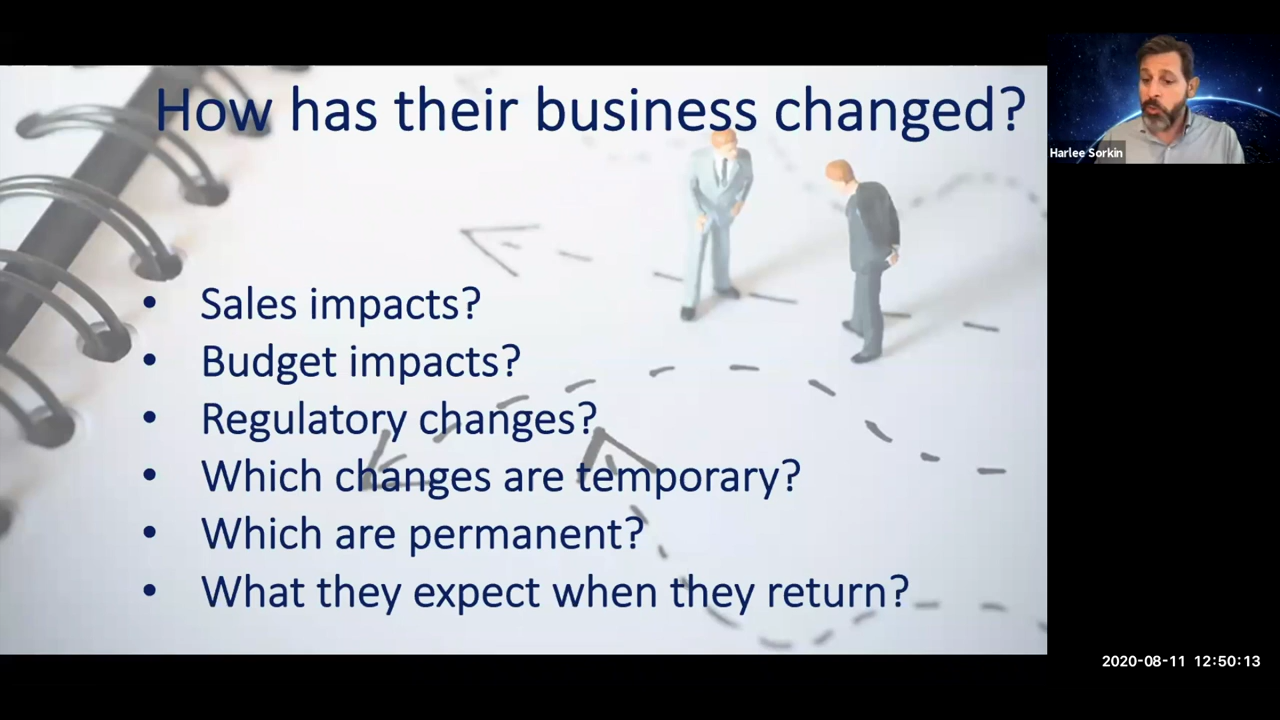 How has their business changed?
Harlee Sorkin
• Sales impacts?
• Budget impacts?
• Regulatory changes?
• Which changes are temporary?
• Which are permanent?
• What they expect when they return?
2020-08-11 12:50:13